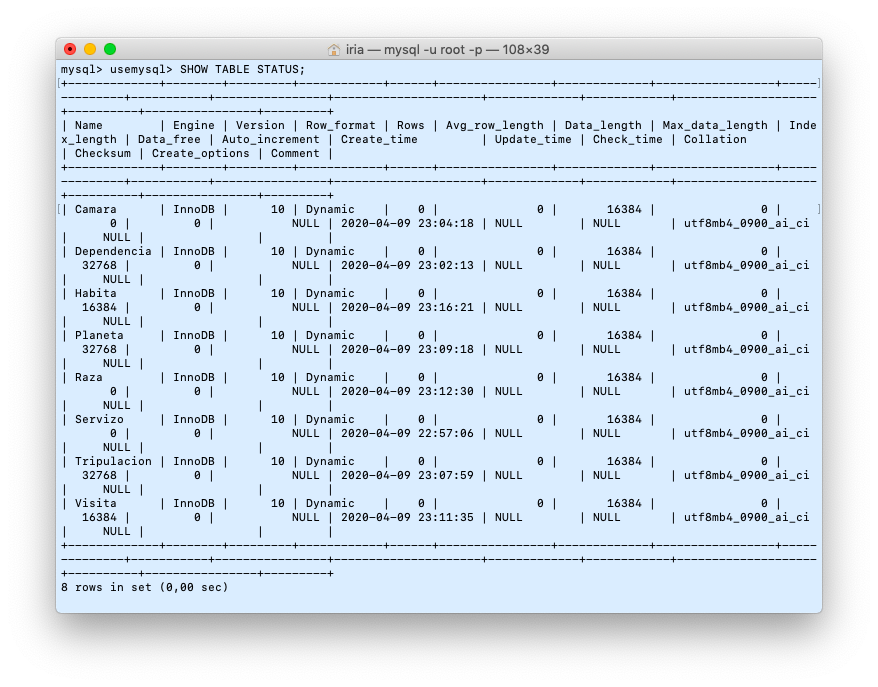 iria — mysql -u root -p — 108×39
mysql> usemysql> SHOW TABLE STATUS;
+-------------+--------+---------+------------+------+----------------+-------------+-----------------+-----
---------+-----------+----------------+---------------------+-------------+------------+--------------------
+----------+----------------+---------+
| Name        | Engine | Version | Row_format | Rows | Avg_row_length | Data_length | Max_data_length | Inde
x_length | Data_free | Auto_increment | Create_time         | Update_time | Check_time | Collation
| Checksum | Create_options | Comment |
+-------------+--------+---------+------------+------+----------------+-------------+-----------------+-----
---------+-----------+----------------+---------------------+-------------+------------+--------------------
+----------+----------------+---------+
| Camara      | InnoDB |      10 | Dynamic    |    0 |              0 |       16384 |               0 |
       0 |         0 |           NULL | 2020-04-09 23:04:18 | NULL        | NULL       | utf8mb4_0900_ai_ci
|     NULL |                |         |
| Dependencia | InnoDB |      10 | Dynamic    |    0 |              0 |       16384 |               0 |
   32768 |         0 |           NULL | 2020-04-09 23:02:13 | NULL        | NULL       | utf8mb4_0900_ai_ci
|     NULL |                |         |
| Habita      | InnoDB |      10 | Dynamic    |    0 |              0 |       16384 |               0 |
   16384 |         0 |           NULL | 2020-04-09 23:16:21 | NULL        | NULL       | utf8mb4_0900_ai_ci
|     NULL |                |         |
| Planeta     | InnoDB |      10 | Dynamic    |    0 |              0 |       16384 |               0 |
   32768 |         0 |           NULL | 2020-04-09 23:09:18 | NULL        | NULL       | utf8mb4_0900_ai_ci
|     NULL |                |         |
| Raza        | InnoDB |      10 | Dynamic    |    0 |              0 |       16384 |               0 |
       0 |         0 |           NULL | 2020-04-09 23:12:30 | NULL        | NULL       | utf8mb4_0900_ai_ci
|     NULL |                |         |
| Servizo     | InnoDB |      10 | Dynamic    |    0 |              0 |       16384 |               0 |
       0 |         0 |           NULL | 2020-04-09 22:57:06 | NULL        | NULL       | utf8mb4_0900_ai_ci
|     NULL |                |         |
| Tripulacion | InnoDB |      10 | Dynamic    |    0 |              0 |       16384 |               0 |
   32768 |         0 |           NULL | 2020-04-09 23:07:59 | NULL        | NULL       | utf8mb4_0900_ai_ci
|     NULL |                |         |
| Visita      | InnoDB |      10 | Dynamic    |    0 |              0 |       16384 |               0 |
   16384 |         0 |           NULL | 2020-04-09 23:11:35 | NULL        | NULL       | utf8mb4_0900_ai_ci
|     NULL |                |         |
+-------------+--------+---------+------------+------+----------------+-------------+-----------------+-----
---------+-----------+----------------+---------------------+-------------+------------+--------------------
+----------+----------------+---------+
8 rows in set (0,00 sec)